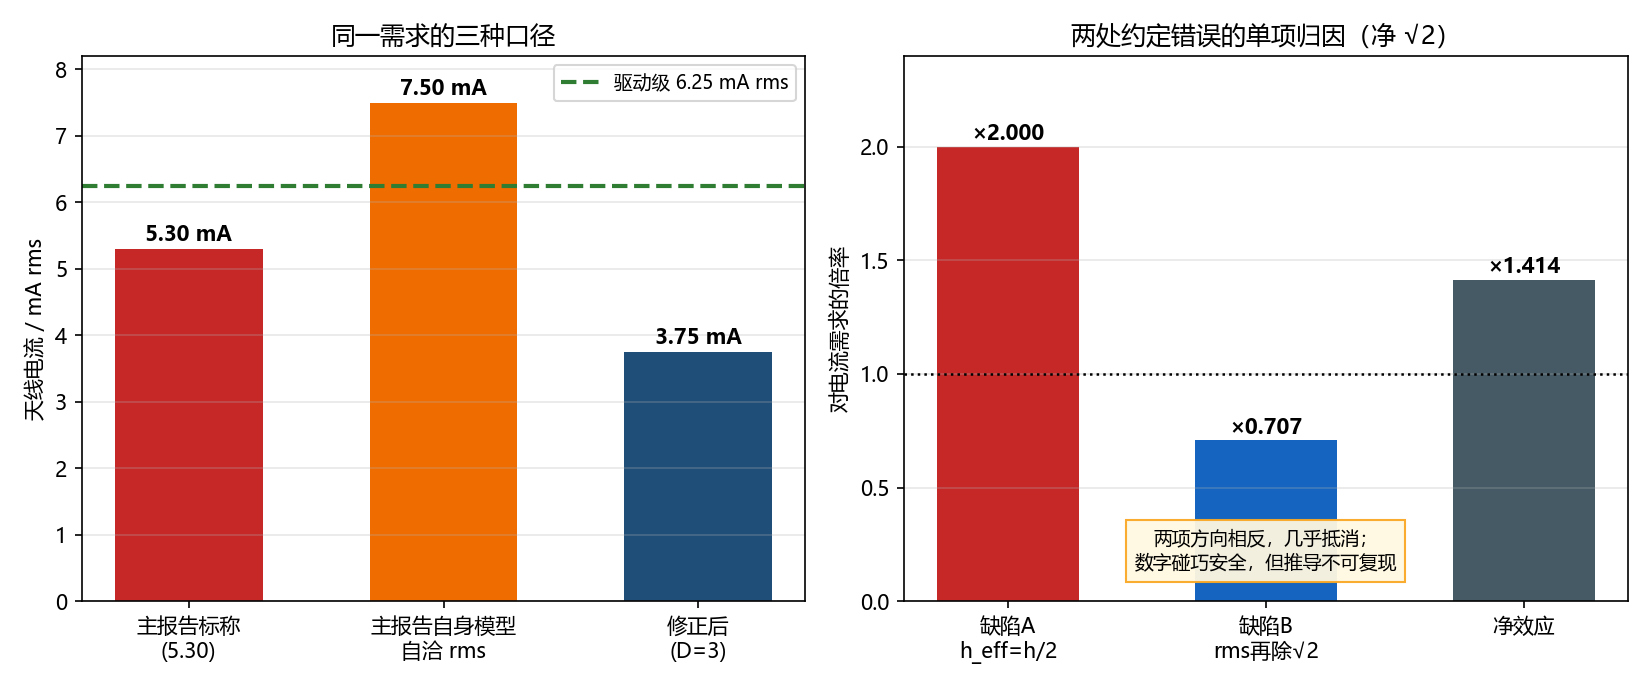 同一需求的三种口径
天线电流 / mA rms
8
7
6
5
4
3
2
1
0
驱动级 6.25 mA rms
5.30 mA
7.50 mA
3.75 mA
主报告标称
(5.30)
主报告自身模型
自洽 rms
修正后
(D=3)
两处约定错误的单项归因（净 √2）
对电流需求的倍率
2.0
1.5
1.0
0.5
0.0
×2.000
×0.707
×1.414
两项方向相反，几乎抵消；
数字碰巧安全，但推导不可复现
缺陷A
h_eff=h/2
缺陷B
rms再除√2
净效应